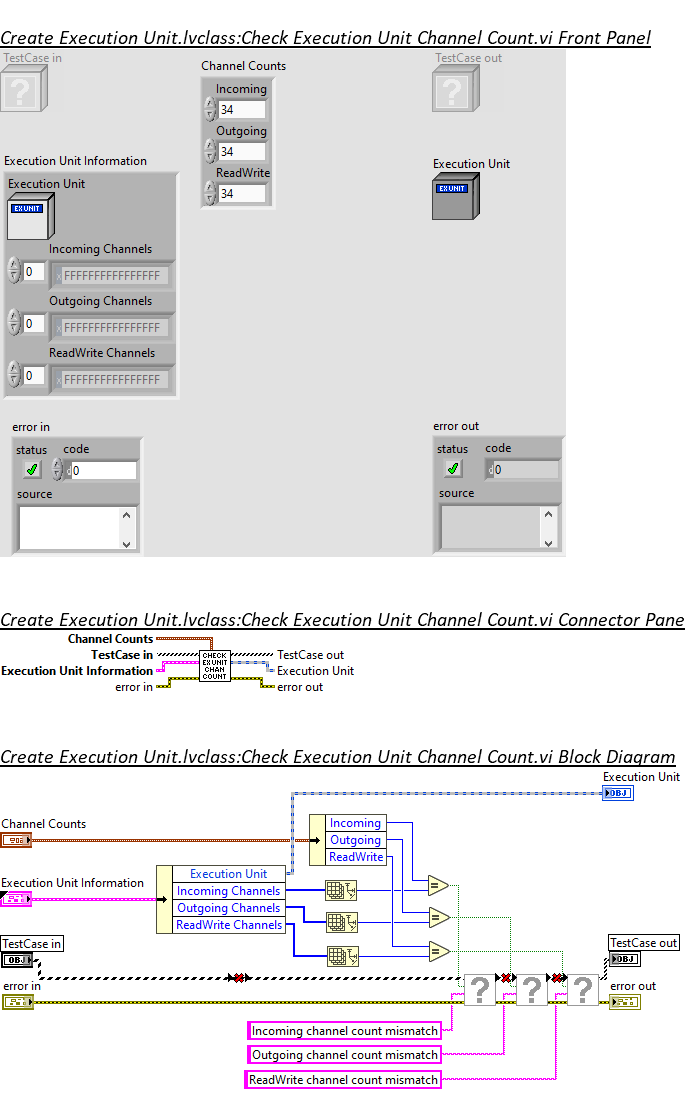 Create Execution Unit.lvclass:Check Execution Unit Channel Count.vi Front Panel
TestCase in
?
Channel Counts
Incoming
34
Outgoing
34
ReadWrite
34
TestCase out
?
Execution Unit Information
Execution Unit
EXUNIT
Incoming Channels
0
x FFFFFFFFFFFFFFFF
Outgoing Channels
0
x FFFFFFFFFFFFFFFF
ReadWrite Channels
0
x FFFFFFFFFFFFFFFF
Execution Unit
EXUNIT
error in
status code
d 0
source
error out
status code
d 0
source
Create Execution Unit.lvclass:Check Execution Unit Channel Count.vi Connector Pane
Channel Counts
TestCase in
Execution Unit Information
error in
CHECK
EXUNIT
CHAN
COUNT
TestCase out
Execution Unit
error out
Create Execution Unit.lvclass:Check Execution Unit Channel Count.vi Block Diagram
Execution Unit
OBJ
Channel Counts
Incoming
Outgoing
ReadWrite
Execution Unit Information
Execution Unit
Incoming Channels
Outgoing Channels
ReadWrite Channels
=
=
=
TestCase in
OBJ
error in
? ? ?
TestCase out
OBJ
error out
Incoming channel count mismatch
Outgoing channel count mismatch
ReadWrite channel count mismatch